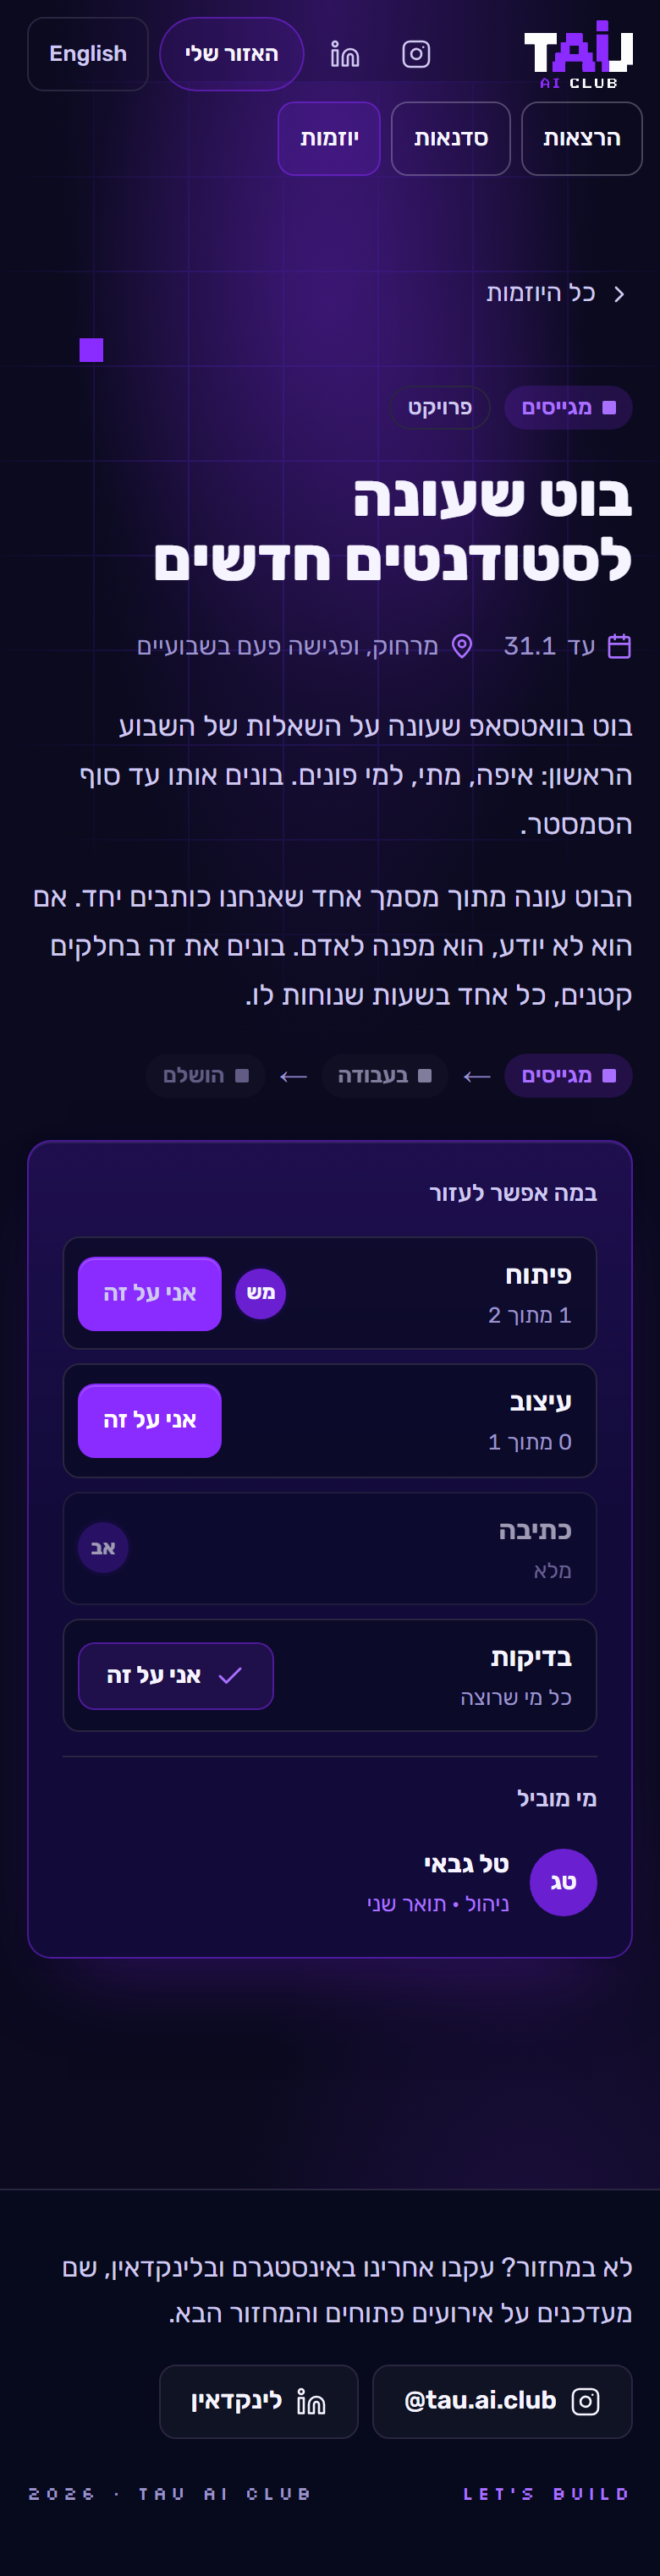 TAU
AI CLUB
האזור שלי
English
הרצאות
סדנאות
יוזמות
כל היוזמות
מגייסים
פרויקט
בוט שעונה
לסטודנטים חדשים
עד 31.1
מרחוק, ופגישה פעם בשבועיים
בוט בוואטסאפ שעונה על השאלות של השבוע
הראשון: איפה, מתי, למי פונים. בונים אותו עד סוף
הסמסטר.
הבוט עונה מתוך מסמך אחד שאנחנו כותבים יחד. אם
הוא לא יודע, הוא מפנה לאדם. בונים את זה בחלקים
קטנים, כל אחד בשעות שנוחות לו.
מגייסים ← בעבודה ← הושלם
במה אפשר לעזור
פיתוח
1 מתוך 2
מש
אני על זה
עיצוב
0 מתוך 1
אני על זה
כתיבה
מלא
אב
בדיקות
כל מי שרוצה
אני על זה
מי מוביל
טג
טל גבאי
ניהול • תואר שני
לא במחזור? עקבו אחרינו באינסטגרם ובלינקדאין, שם
מעדכנים על אירועים פתוחים והמחזור הבא.
@tau.ai.club
לינקדאין
LET'S BUILD
2026 · TAU AI CLUB